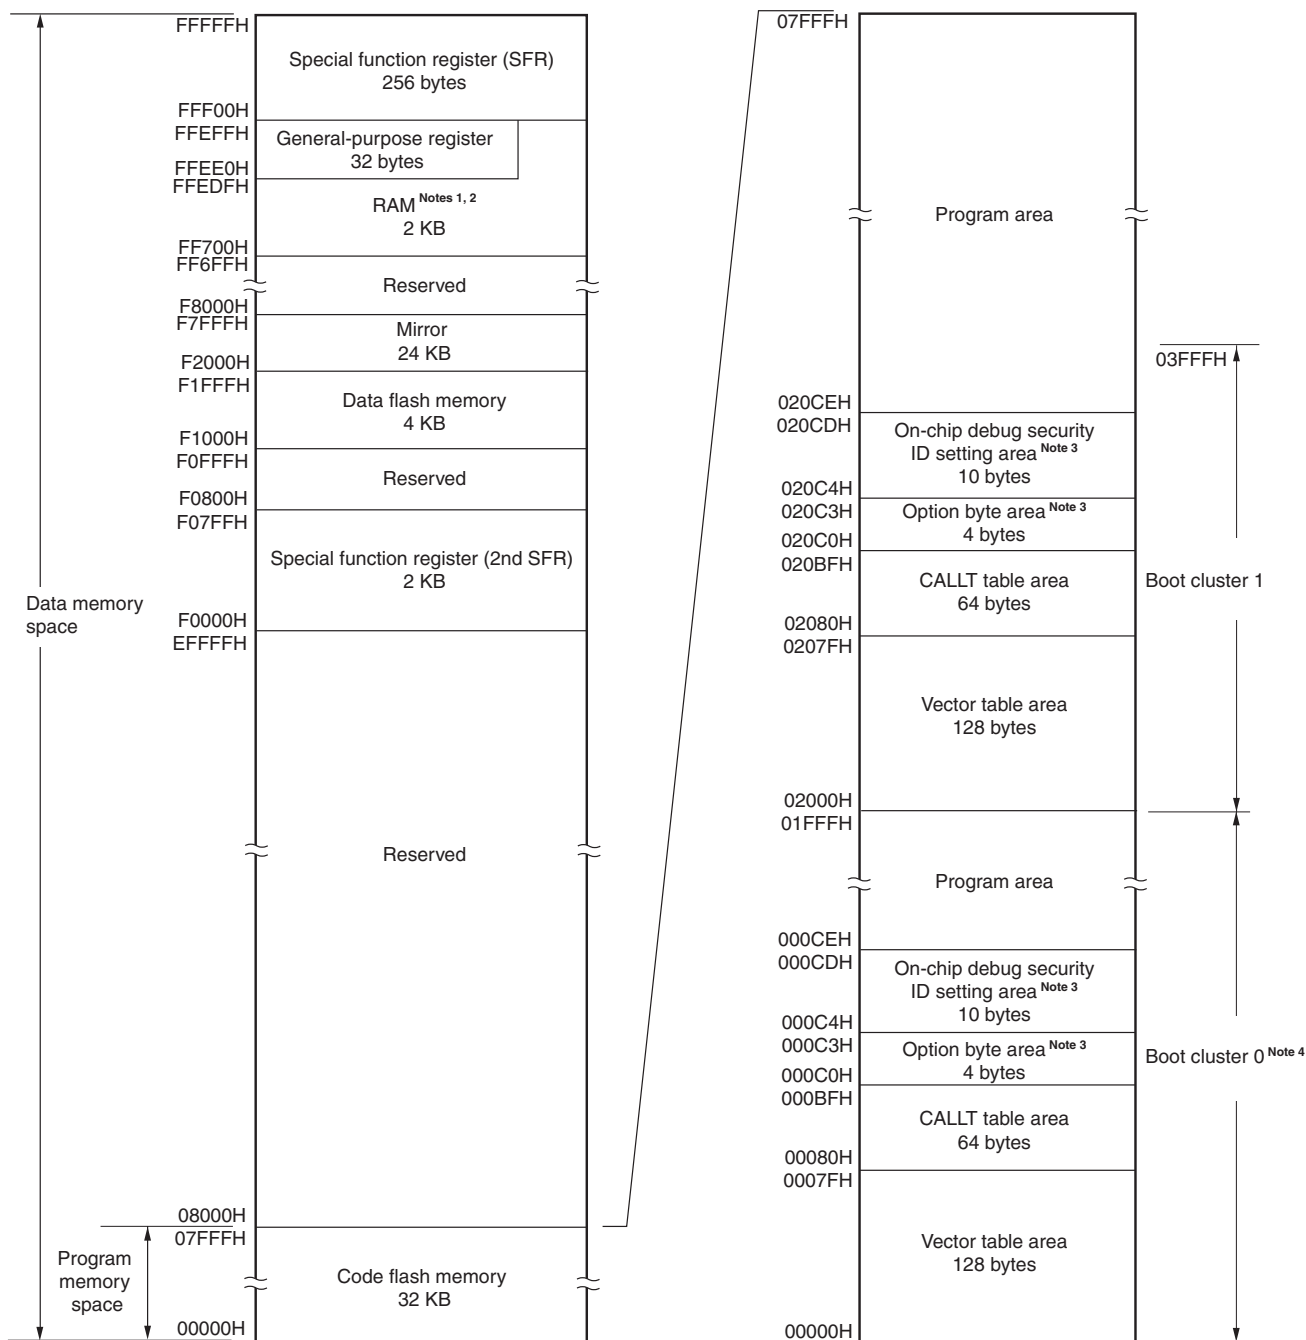 FFFFFH
Special function register (SFR)
256 bytes
FFF00H
FFEFFH
General-purpose register
32 bytes
FFEE0H
FFEDFH
RAM Notes 1, 2
2 KB
FF700H
FF6FFH
Reserved
F8000H
F7FFFH
Mirror
24 KB
F2000H
F1FFFH
Data flash memory
4 KB
F1000H
F0FFFH
Reserved
F0800H
F07FFH
Special function register (2nd SFR)
2 KB
Data memory
space
F0000H
EFFFFH
Reserved
08000H
07FFFH
Program
memory
space
Code flash memory
32 KB
00000H
07FFFH
Program area
03FFFH
020CEH
020CDH
On-chip debug security
ID setting area Note 3
10 bytes
020C4H
020C3H
Option byte area Note 3
4 bytes
020C0H
020BFH
CALLT table area
64 bytes
Boot cluster 1
02080H
0207FH
Vector table area
128 bytes
02000H
01FFFH
Program area
000CEH
000CDH
On-chip debug security
ID setting area Note 3
10 bytes
000C4H
000C3H
Option byte area Note 3
4 bytes
Boot cluster 0 Note 4
000C0H
000BFH
CALLT table area
64 bytes
00080H
0007FH
Vector table area
128 bytes
00000H